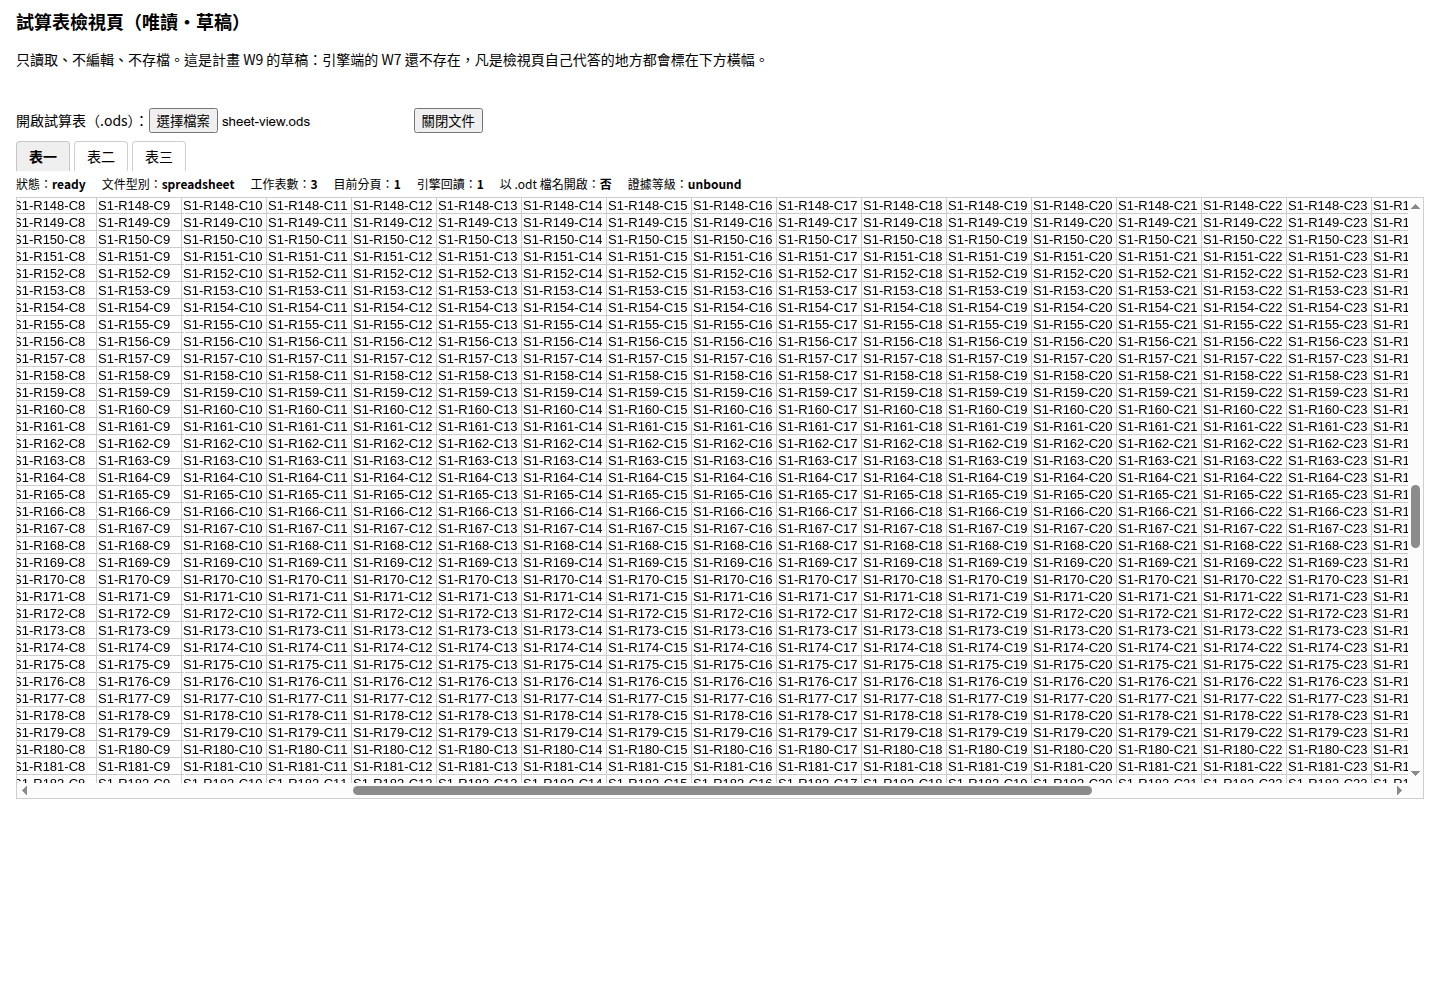 試算表檢視頁（唯讀・草稿）
只讀取、不編輯、不存檔。這是計畫 W9 的草稿：引擎端的 W7 還不存在，凡是檢視頁自己代答的地方都會標在下方橫幅。
開啟試算表（.ods）： 選擇檔案 sheet-view.ods 關閉文件
表一 表二 表三
狀態：ready 文件型別：spreadsheet 工作表數：3 目前分頁：1 引擎回讀：1 以 .odt 檔名開啟：否 證據等級：unbound
S1-R148-C8 S1-R148-C9 S1-R148-C10 S1-R148-C11 S1-R148-C12 S1-R148-C13 S1-R148-C14 S1-R148-C15 S1-R148-C16 S1-R148-C17 S1-R148-C18 S1-R148-C19 S1-R148-C20 S1-R148-C21 S1-R148-C22 S1-R148-C23 S1-R1
S1-R149-C8 S1-R149-C9 S1-R149-C10 S1-R149-C11 S1-R149-C12 S1-R149-C13 S1-R149-C14 S1-R149-C15 S1-R149-C16 S1-R149-C17 S1-R149-C18 S1-R149-C19 S1-R149-C20 S1-R149-C21 S1-R149-C22 S1-R149-C23 S1-R1
S1-R150-C8 S1-R150-C9 S1-R150-C10 S1-R150-C11 S1-R150-C12 S1-R150-C13 S1-R150-C14 S1-R150-C15 S1-R150-C16 S1-R150-C17 S1-R150-C18 S1-R150-C19 S1-R150-C20 S1-R150-C21 S1-R150-C22 S1-R150-C23 S1-R1
S1-R151-C8 S1-R151-C9 S1-R151-C10 S1-R151-C11 S1-R151-C12 S1-R151-C13 S1-R151-C14 S1-R151-C15 S1-R151-C16 S1-R151-C17 S1-R151-C18 S1-R151-C19 S1-R151-C20 S1-R151-C21 S1-R151-C22 S1-R151-C23 S1-R1
S1-R152-C8 S1-R152-C9 S1-R152-C10 S1-R152-C11 S1-R152-C12 S1-R152-C13 S1-R152-C14 S1-R152-C15 S1-R152-C16 S1-R152-C17 S1-R152-C18 S1-R152-C19 S1-R152-C20 S1-R152-C21 S1-R152-C22 S1-R152-C23 S1-R1
S1-R153-C8 S1-R153-C9 S1-R153-C10 S1-R153-C11 S1-R153-C12 S1-R153-C13 S1-R153-C14 S1-R153-C15 S1-R153-C16 S1-R153-C17 S1-R153-C18 S1-R153-C19 S1-R153-C20 S1-R153-C21 S1-R153-C22 S1-R153-C23 S1-R1
S1-R154-C8 S1-R154-C9 S1-R154-C10 S1-R154-C11 S1-R154-C12 S1-R154-C13 S1-R154-C14 S1-R154-C15 S1-R154-C16 S1-R154-C17 S1-R154-C18 S1-R154-C19 S1-R154-C20 S1-R154-C21 S1-R154-C22 S1-R154-C23 S1-R1
S1-R155-C8 S1-R155-C9 S1-R155-C10 S1-R155-C11 S1-R155-C12 S1-R155-C13 S1-R155-C14 S1-R155-C15 S1-R155-C16 S1-R155-C17 S1-R155-C18 S1-R155-C19 S1-R155-C20 S1-R155-C21 S1-R155-C22 S1-R155-C23 S1-R1
S1-R156-C8 S1-R156-C9 S1-R156-C10 S1-R156-C11 S1-R156-C12 S1-R156-C13 S1-R156-C14 S1-R156-C15 S1-R156-C16 S1-R156-C17 S1-R156-C18 S1-R156-C19 S1-R156-C20 S1-R156-C21 S1-R156-C22 S1-R156-C23 S1-R1
S1-R157-C8 S1-R157-C9 S1-R157-C10 S1-R157-C11 S1-R157-C12 S1-R157-C13 S1-R157-C14 S1-R157-C15 S1-R157-C16 S1-R157-C17 S1-R157-C18 S1-R157-C19 S1-R157-C20 S1-R157-C21 S1-R157-C22 S1-R157-C23 S1-R1
S1-R158-C8 S1-R158-C9 S1-R158-C10 S1-R158-C11 S1-R158-C12 S1-R158-C13 S1-R158-C14 S1-R158-C15 S1-R158-C16 S1-R158-C17 S1-R158-C18 S1-R158-C19 S1-R158-C20 S1-R158-C21 S1-R158-C22 S1-R158-C23 S1-R1
S1-R159-C8 S1-R159-C9 S1-R159-C10 S1-R159-C11 S1-R159-C12 S1-R159-C13 S1-R159-C14 S1-R159-C15 S1-R159-C16 S1-R159-C17 S1-R159-C18 S1-R159-C19 S1-R159-C20 S1-R159-C21 S1-R159-C22 S1-R159-C23 S1-R1
S1-R160-C8 S1-R160-C9 S1-R160-C10 S1-R160-C11 S1-R160-C12 S1-R160-C13 S1-R160-C14 S1-R160-C15 S1-R160-C16 S1-R160-C17 S1-R160-C18 S1-R160-C19 S1-R160-C20 S1-R160-C21 S1-R160-C22 S1-R160-C23 S1-R1
S1-R161-C8 S1-R161-C9 S1-R161-C10 S1-R161-C11 S1-R161-C12 S1-R161-C13 S1-R161-C14 S1-R161-C15 S1-R161-C16 S1-R161-C17 S1-R161-C18 S1-R161-C19 S1-R161-C20 S1-R161-C21 S1-R161-C22 S1-R161-C23 S1-R1
S1-R162-C8 S1-R162-C9 S1-R162-C10 S1-R162-C11 S1-R162-C12 S1-R162-C13 S1-R162-C14 S1-R162-C15 S1-R162-C16 S1-R162-C17 S1-R162-C18 S1-R162-C19 S1-R162-C20 S1-R162-C21 S1-R162-C22 S1-R162-C23 S1-R1
S1-R163-C8 S1-R163-C9 S1-R163-C10 S1-R163-C11 S1-R163-C12 S1-R163-C13 S1-R163-C14 S1-R163-C15 S1-R163-C16 S1-R163-C17 S1-R163-C18 S1-R163-C19 S1-R163-C20 S1-R163-C21 S1-R163-C22 S1-R163-C23 S1-R1
S1-R164-C8 S1-R164-C9 S1-R164-C10 S1-R164-C11 S1-R164-C12 S1-R164-C13 S1-R164-C14 S1-R164-C15 S1-R164-C16 S1-R164-C17 S1-R164-C18 S1-R164-C19 S1-R164-C20 S1-R164-C21 S1-R164-C22 S1-R164-C23 S1-R1
S1-R165-C8 S1-R165-C9 S1-R165-C10 S1-R165-C11 S1-R165-C12 S1-R165-C13 S1-R165-C14 S1-R165-C15 S1-R165-C16 S1-R165-C17 S1-R165-C18 S1-R165-C19 S1-R165-C20 S1-R165-C21 S1-R165-C22 S1-R165-C23 S1-R1
S1-R166-C8 S1-R166-C9 S1-R166-C10 S1-R166-C11 S1-R166-C12 S1-R166-C13 S1-R166-C14 S1-R166-C15 S1-R166-C16 S1-R166-C17 S1-R166-C18 S1-R166-C19 S1-R166-C20 S1-R166-C21 S1-R166-C22 S1-R166-C23 S1-R1
S1-R167-C8 S1-R167-C9 S1-R167-C10 S1-R167-C11 S1-R167-C12 S1-R167-C13 S1-R167-C14 S1-R167-C15 S1-R167-C16 S1-R167-C17 S1-R167-C18 S1-R167-C19 S1-R167-C20 S1-R167-C21 S1-R167-C22 S1-R167-C23 S1-R1
S1-R168-C8 S1-R168-C9 S1-R168-C10 S1-R168-C11 S1-R168-C12 S1-R168-C13 S1-R168-C14 S1-R168-C15 S1-R168-C16 S1-R168-C17 S1-R168-C18 S1-R168-C19 S1-R168-C20 S1-R168-C21 S1-R168-C22 S1-R168-C23 S1-R1
S1-R169-C8 S1-R169-C9 S1-R169-C10 S1-R169-C11 S1-R169-C12 S1-R169-C13 S1-R169-C14 S1-R169-C15 S1-R169-C16 S1-R169-C17 S1-R169-C18 S1-R169-C19 S1-R169-C20 S1-R169-C21 S1-R169-C22 S1-R169-C23 S1-R1
S1-R170-C8 S1-R170-C9 S1-R170-C10 S1-R170-C11 S1-R170-C12 S1-R170-C13 S1-R170-C14 S1-R170-C15 S1-R170-C16 S1-R170-C17 S1-R170-C18 S1-R170-C19 S1-R170-C20 S1-R170-C21 S1-R170-C22 S1-R170-C23 S1-R1
S1-R171-C8 S1-R171-C9 S1-R171-C10 S1-R171-C11 S1-R171-C12 S1-R171-C13 S1-R171-C14 S1-R171-C15 S1-R171-C16 S1-R171-C17 S1-R171-C18 S1-R171-C19 S1-R171-C20 S1-R171-C21 S1-R171-C22 S1-R171-C23 S1-R1
S1-R172-C8 S1-R172-C9 S1-R172-C10 S1-R172-C11 S1-R172-C12 S1-R172-C13 S1-R172-C14 S1-R172-C15 S1-R172-C16 S1-R172-C17 S1-R172-C18 S1-R172-C19 S1-R172-C20 S1-R172-C21 S1-R172-C22 S1-R172-C23 S1-R1
S1-R173-C8 S1-R173-C9 S1-R173-C10 S1-R173-C11 S1-R173-C12 S1-R173-C13 S1-R173-C14 S1-R173-C15 S1-R173-C16 S1-R173-C17 S1-R173-C18 S1-R173-C19 S1-R173-C20 S1-R173-C21 S1-R173-C22 S1-R173-C23 S1-R1
S1-R174-C8 S1-R174-C9 S1-R174-C10 S1-R174-C11 S1-R174-C12 S1-R174-C13 S1-R174-C14 S1-R174-C15 S1-R174-C16 S1-R174-C17 S1-R174-C18 S1-R174-C19 S1-R174-C20 S1-R174-C21 S1-R174-C22 S1-R174-C23 S1-R1
S1-R175-C8 S1-R175-C9 S1-R175-C10 S1-R175-C11 S1-R175-C12 S1-R175-C13 S1-R175-C14 S1-R175-C15 S1-R175-C16 S1-R175-C17 S1-R175-C18 S1-R175-C19 S1-R175-C20 S1-R175-C21 S1-R175-C22 S1-R175-C23 S1-R1
S1-R176-C8 S1-R176-C9 S1-R176-C10 S1-R176-C11 S1-R176-C12 S1-R176-C13 S1-R176-C14 S1-R176-C15 S1-R176-C16 S1-R176-C17 S1-R176-C18 S1-R176-C19 S1-R176-C20 S1-R176-C21 S1-R176-C22 S1-R176-C23 S1-R1
S1-R177-C8 S1-R177-C9 S1-R177-C10 S1-R177-C11 S1-R177-C12 S1-R177-C13 S1-R177-C14 S1-R177-C15 S1-R177-C16 S1-R177-C17 S1-R177-C18 S1-R177-C19 S1-R177-C20 S1-R177-C21 S1-R177-C22 S1-R177-C23 S1-R1
S1-R178-C8 S1-R178-C9 S1-R178-C10 S1-R178-C11 S1-R178-C12 S1-R178-C13 S1-R178-C14 S1-R178-C15 S1-R178-C16 S1-R178-C17 S1-R178-C18 S1-R178-C19 S1-R178-C20 S1-R178-C21 S1-R178-C22 S1-R178-C23 S1-R1
S1-R179-C8 S1-R179-C9 S1-R179-C10 S1-R179-C11 S1-R179-C12 S1-R179-C13 S1-R179-C14 S1-R179-C15 S1-R179-C16 S1-R179-C17 S1-R179-C18 S1-R179-C19 S1-R179-C20 S1-R179-C21 S1-R179-C22 S1-R179-C23 S1-R1
S1-R180-C8 S1-R180-C9 S1-R180-C10 S1-R180-C11 S1-R180-C12 S1-R180-C13 S1-R180-C14 S1-R180-C15 S1-R180-C16 S1-R180-C17 S1-R180-C18 S1-R180-C19 S1-R180-C20 S1-R180-C21 S1-R180-C22 S1-R180-C23 S1-R1
S1-R181-C8 S1-R181-C9 S1-R181-C10 S1-R181-C11 S1-R181-C12 S1-R181-C13 S1-R181-C14 S1-R181-C15 S1-R181-C16 S1-R181-C17 S1-R181-C18 S1-R181-C19 S1-R181-C20 S1-R181-C21 S1-R181-C22 S1-R181-C23 S1-R1